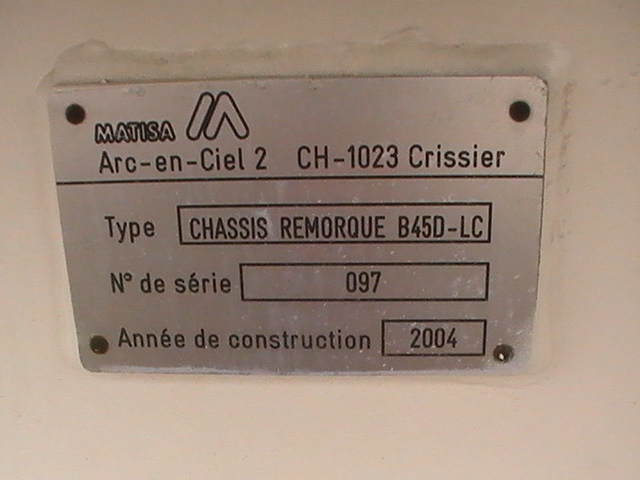 MATISA
Arc-en-Ciel 2 CH-1023 Crissier
Type CHASSIS REMORQUE B45D-LC
N° de série 097
Année de construction 2004